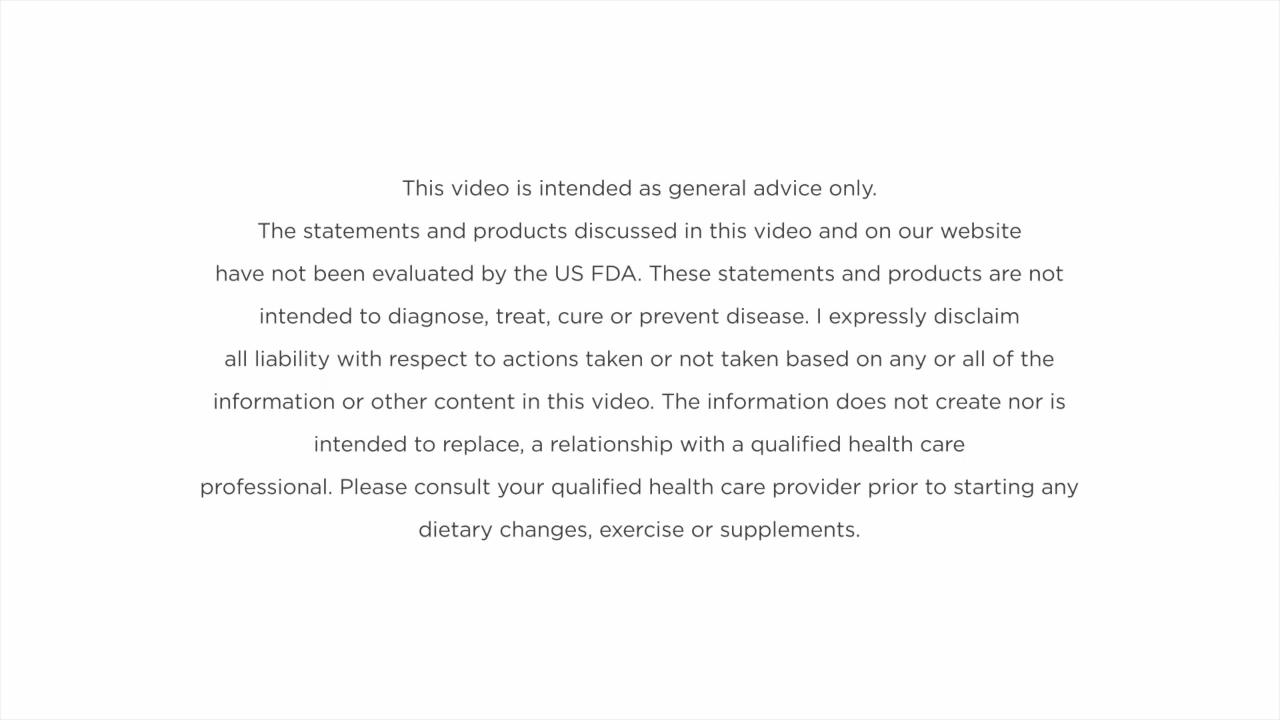 This video is intended as general advice only.
The statements and products discussed in this video and on our website
have not been evaluated by the US FDA. These statements and products are not
intended to diagnose, treat, cure or prevent disease. I expressly disclaim
all liability with respect to actions taken or not taken based on any or all of the
information or other content in this video. The information does not create nor is
intended to replace, a relationship with a qualified health care
professional. Please consult your qualified health care provider prior to starting any
dietary changes, exercise or supplements.